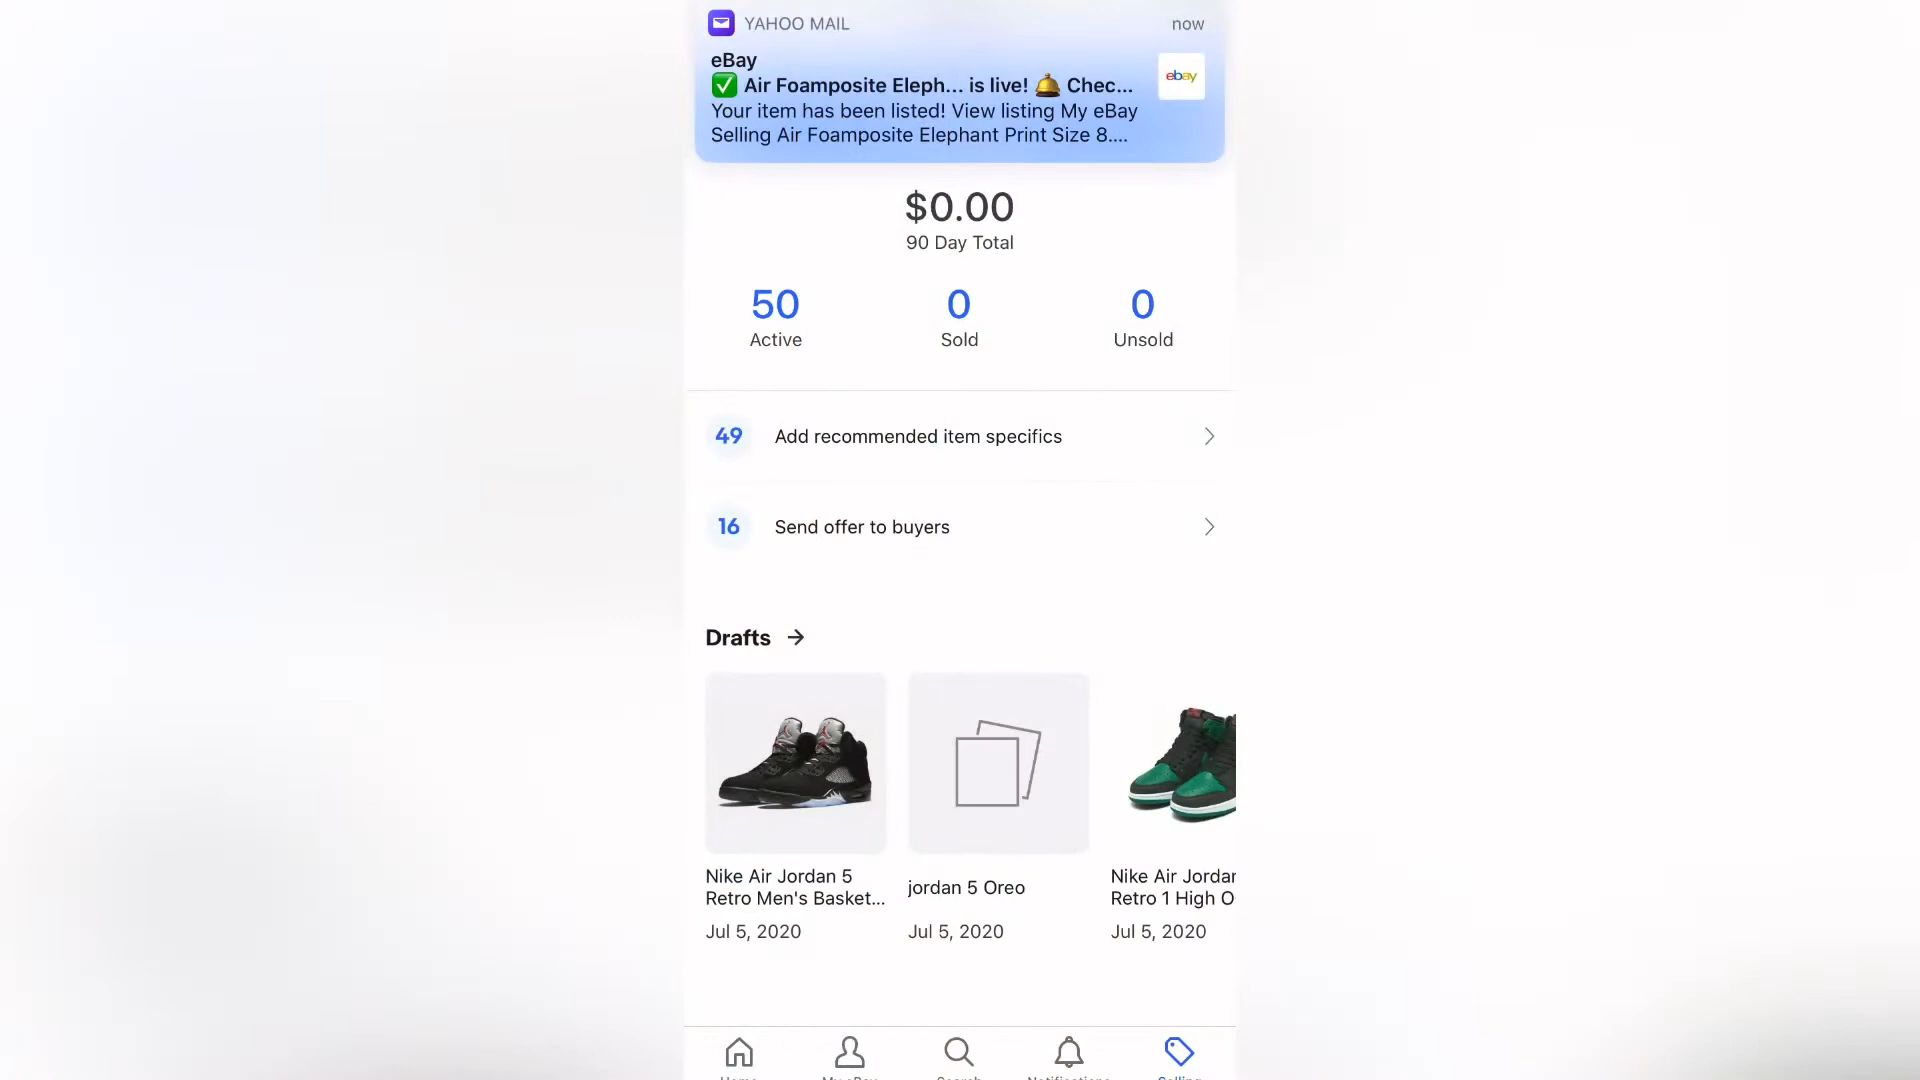 YAHOO MAIL
now
eBay
✅ Air Foamposite Eleph... is live! 🛎️ Chec...
Your item has been listed! View listing My eBay
Selling Air Foamposite Elephant Print Size 8....
ebay
$0.00
90 Day Total
50
Active
0
Sold
0
Unsold
49
Add recommended item specifics
16
Send offer to buyers
Drafts →
Nike Air Jordan 5
Retro Men's Basket...
Jul 5, 2020
jordan 5 Oreo
Jul 5, 2020
Nike Air Jordan
Retro 1 High O
Jul 5, 2020